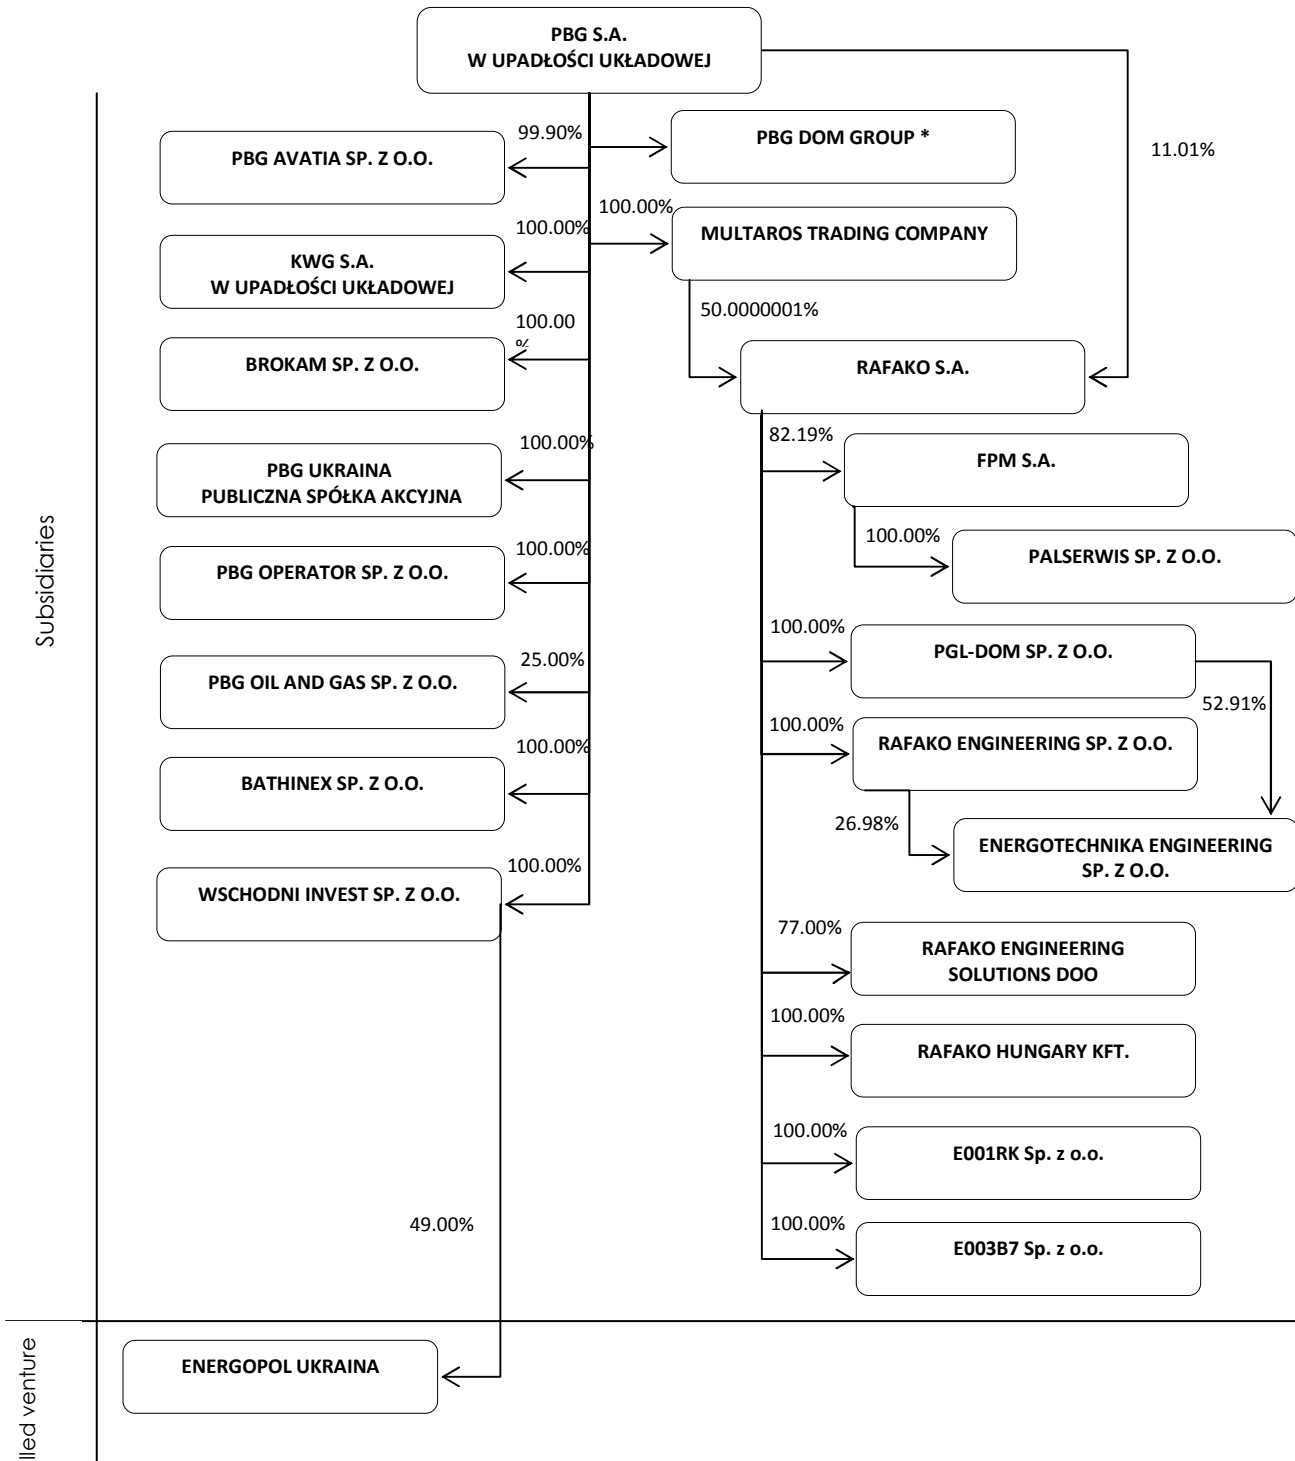 PBG S.A.
W UPADŁOŚCI UKŁADOWEJ
99.90%
PBG DOM GROUP *
11.01%
PBG AVATIA SP. Z O.O.
100.00%
MULTAROS TRADING COMPANY
100.00%
KWG S.A.
W UPADŁOŚCI UKŁADOWEJ
50.0000001%
100.00
%
BROKAM SP. Z O.O.
RAFAKO S.A.
82.19%
FPM S.A.
100.00%
PBG UKRAINA
PUBLICZNA SPÓŁKA AKCYJNA
100.00%
PALSERWIS SP. Z O.O.
100.00%
PBG OPERATOR SP. Z O.O.
Subsidiaries
100.00%
PGL-DOM SP. Z O.O.
52.91%
25.00%
PBG OIL AND GAS SP. Z O.O.
100.00%
RAFAKO ENGINEERING SP. Z O.O.
100.00%
BATHINEX SP. Z O.O.
26.98%
ENERGOTECHNIKA ENGINEERING
SP. Z O.O.
100.00%
WSCHODNI INVEST SP. Z O.O.
77.00%
RAFAKO ENGINEERING
SOLUTIONS DOO
100.00%
RAFAKO HUNGARY KFT.
100.00%
E001RK Sp. z o.o.
49.00%
100.00%
E003B7 Sp. z o.o.
ENERGOPOL UKRAINA
lled venture